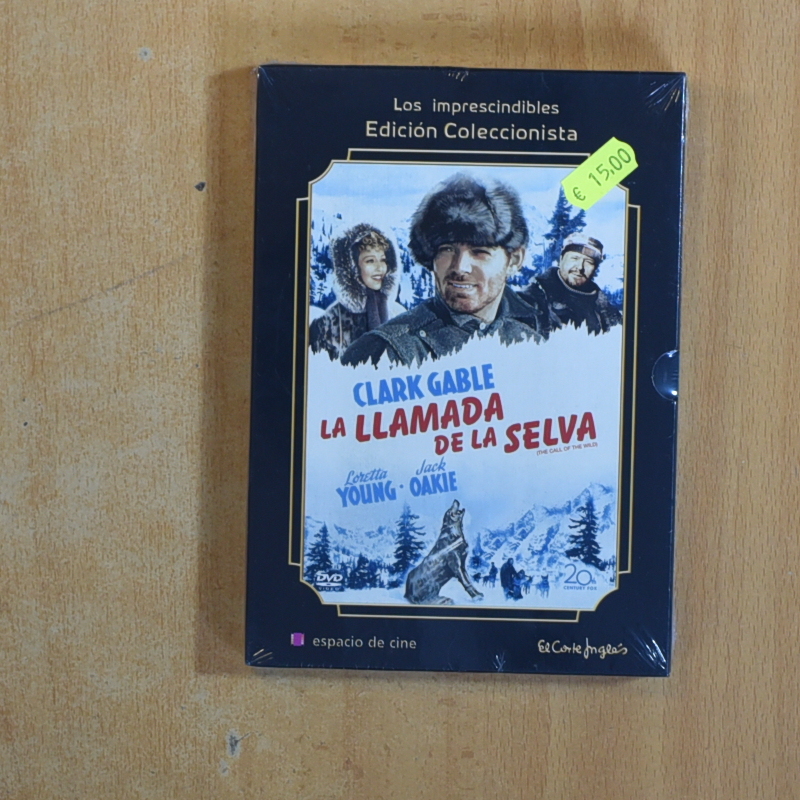 Los imprescindibles
Edición Coleccionista
€ 15,00
CLARK GABLE
LA LLAMADA
DE LA SELVA
(THE CALL OF THE WILD)
Loretta YOUNG · Jack OAKIE
DVD
VIDEO
20th
CENTURY FOX
espacio de cine
El Corte Inglés